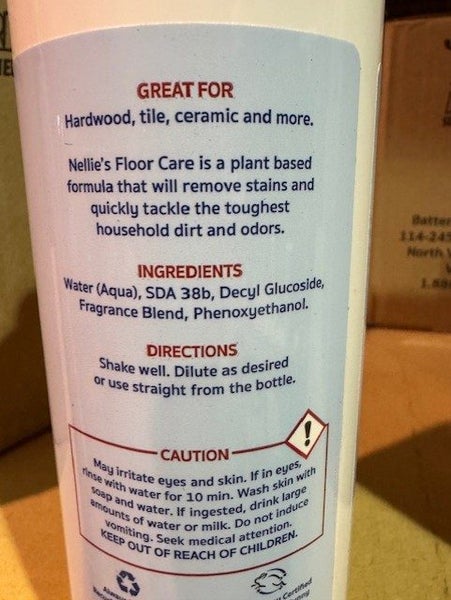 GREAT FOR
Hardwood, tile, ceramic and more.
Nellie's Floor Care is a plant based
formula that will remove stains and
quickly tackle the toughest
household dirt and odors.
INGREDIENTS
Water (Aqua), SDA 38b, Decyl Glucoside,
Fragrance Blend, Phenoxyethanol.
DIRECTIONS
Shake well. Dilute as desired
or use straight from the bottle.
!
CAUTION
May irritate eyes and skin. If in eyes,
rinse with water for 10 min. Wash skin with
soap and water. If ingested, drink large
amounts of water or milk. Do not induce
vomiting. Seek medical attention.
KEEP OUT OF REACH OF CHILDREN.
Certified
114-245
North